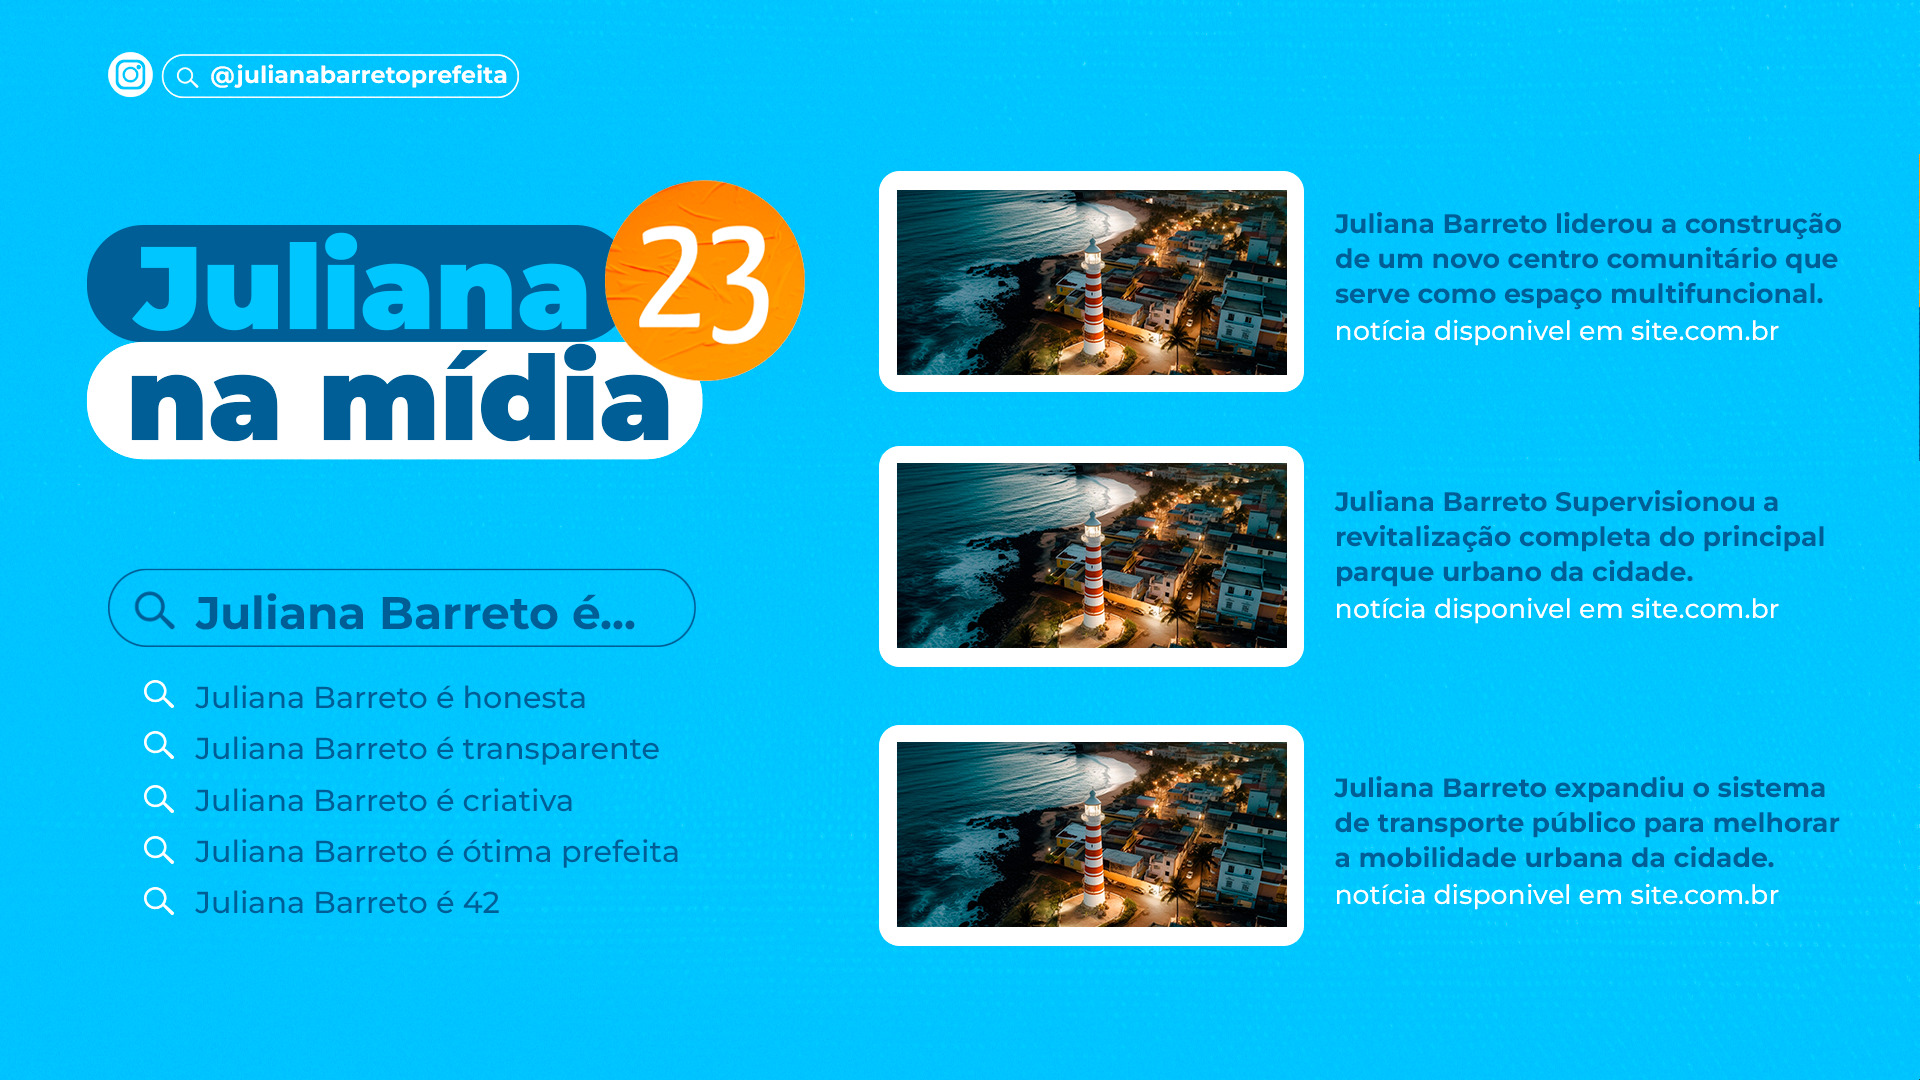 @julianabarretoprefeita
Juliana
23
na mídia
Juliana Barreto é...
Juliana Barreto é honesta
Juliana Barreto é transparente
Juliana Barreto é criativa
Juliana Barreto é ótima prefeita
Juliana Barreto é 42
Juliana Barreto liderou a construção
de um novo centro comunitário que
serve como espaço multifuncional.
notícia disponivel em site.com.br
Juliana Barreto Supervisionou a
revitalização completa do principal
parque urbano da cidade.
notícia disponivel em site.com.br
Juliana Barreto expandiu o sistema
de transporte público para melhorar
a mobilidade urbana da cidade.
notícia disponivel em site.com.br